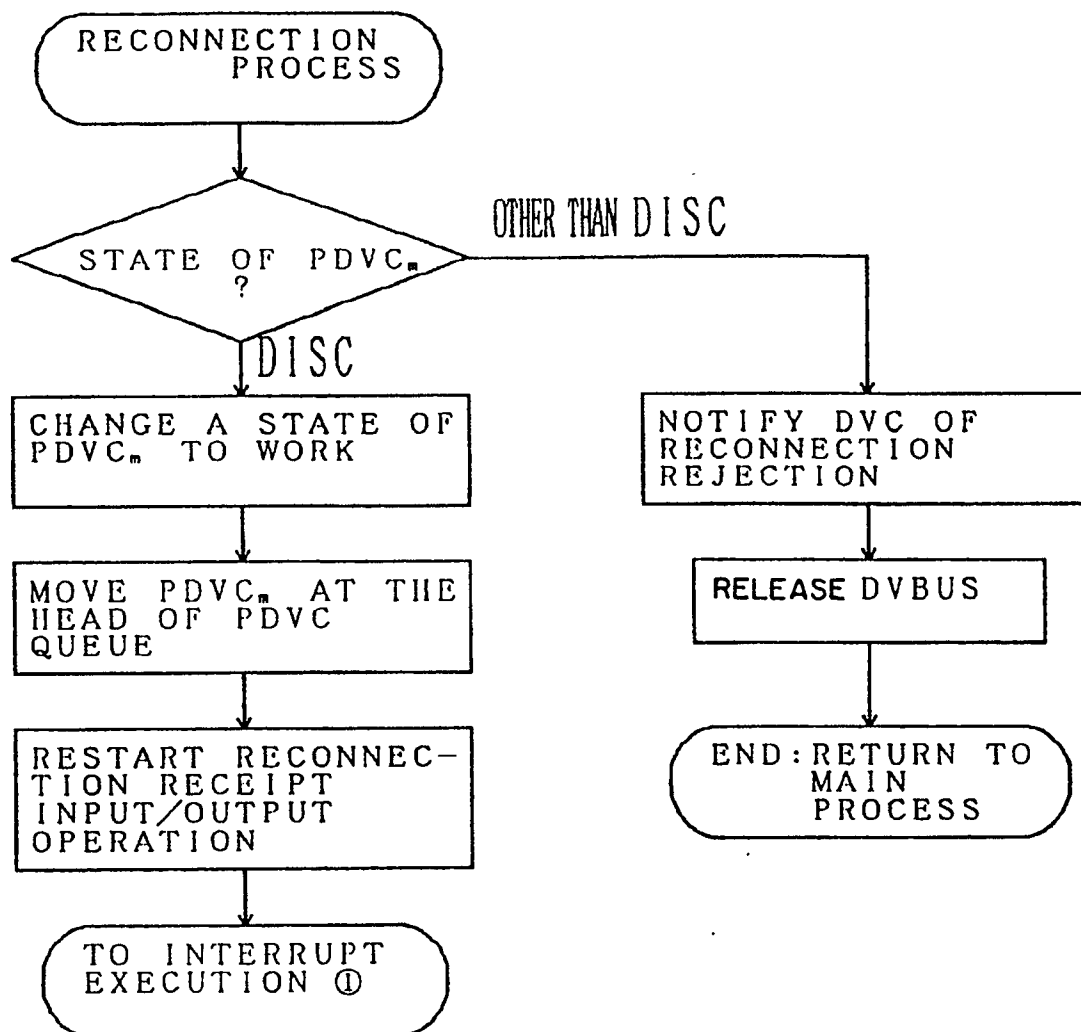 RECONNECTION
PROCESS
STATE OF PDVCm
?
OTHER THAN DISC
DISC
CHANGE A STATE OF
PDVCm TO WORK
MOVE PDVCm AT THE
HEAD OF PDVC
QUEUE
RESTART RECONNEC-
TION RECEIPT
INPUT/OUTPUT
OPERATION
TO INTERRUPT
EXECUTION ①
NOTIFY DVC OF
RECONNECTION
REJECTION
RELEASE DVBUS
END:RETURN TO
MAIN
PROCESS